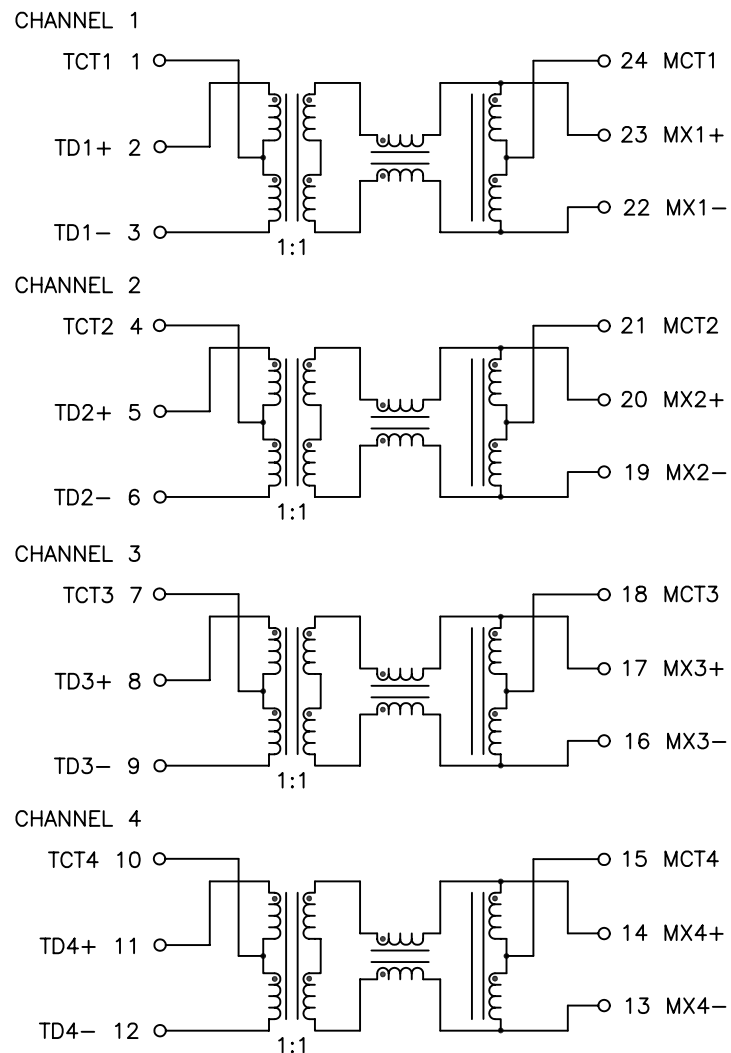 CHANNEL 1
TCT1 1 24 MCT1
TD1+ 2 23 MX1+
TD1− 3 22 MX1−
1:1
CHANNEL 2
TCT2 4 21 MCT2
TD2+ 5 20 MX2+
TD2− 6 19 MX2−
1:1
CHANNEL 3
TCT3 7 18 MCT3
TD3+ 8 17 MX3+
TD3− 9 16 MX3−
1:1
CHANNEL 4
TCT4 10 15 MCT4
TD4+ 11 14 MX4+
TD4− 12 13 MX4−
1:1